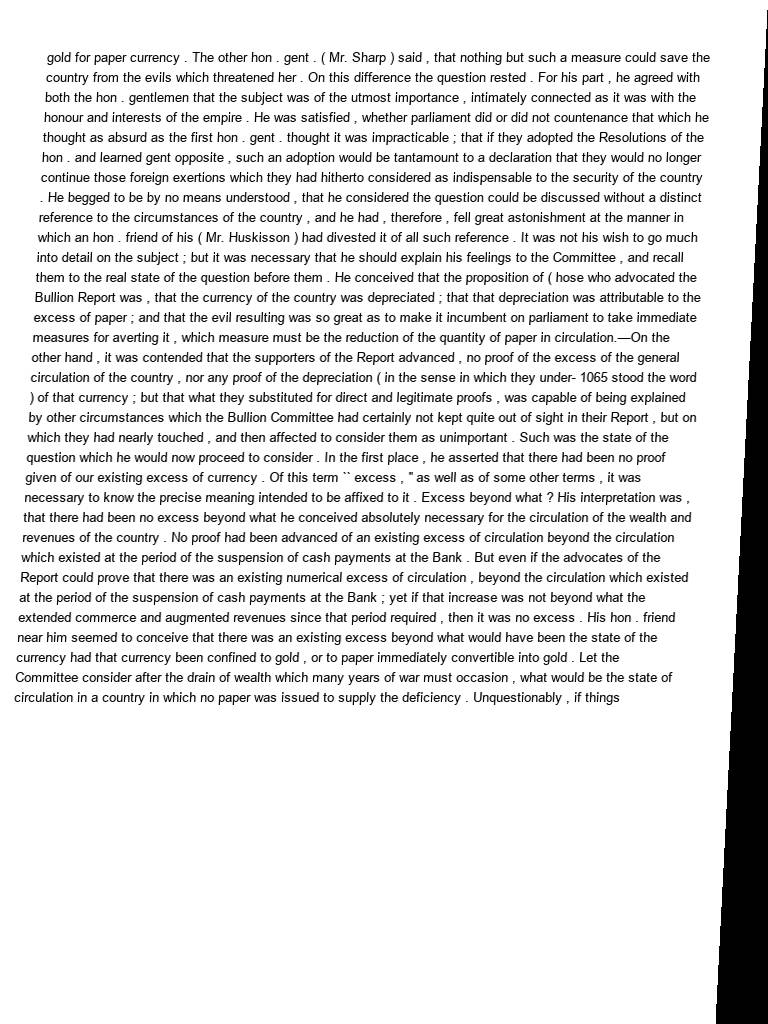 gold for paper currency . The other hon . gent . ( Mr. Sharp ) said , that nothing but such a measure could save the
country from the evils which threatened her . On this difference the question rested . For his part , he agreed with
both the hon . gentlemen that the subject was of the utmost importance , intimately connected as it was with the
honour and interests of the empire . He was satisfied , whether parliament did or did not countenance that which he
thought as absurd as the first hon . gent . thought it was impracticable ; that if they adopted the Resolutions of the
hon . and learned gent opposite , such an adoption would be tantamount to a declaration that they would no longer
continue those foreign exertions which they had hitherto considered as indispensable to the security of the country
. He begged to be by no means understood , that he considered the question could be discussed without a distinct
reference to the circumstances of the country , and he had , therefore , fell great astonishment at the manner in
which an hon . friend of his ( Mr. Huskisson ) had divested it of all such reference . It was not his wish to go much
into detail on the subject ; but it was necessary that he should explain his feelings to the Committee , and recall
them to the real state of the question before them . He conceived that the proposition of ( hose who advocated the
Bullion Report was , that the currency of the country was depreciated ; that that depreciation was attributable to the
excess of paper ; and that the evil resulting was so great as to make it incumbent on parliament to take immediate
measures for averting it , which measure must be the reduction of the quantity of paper in circulation.—On the
other hand , it was contended that the supporters of the Report advanced , no proof of the excess of the general
circulation of the country , nor any proof of the depreciation ( in the sense in which they under- 1065 stood the word
) of that currency ; but that what they substituted for direct and legitimate proofs , was capable of being explained
by other circumstances which the Bullion Committee had certainly not kept quite out of sight in their Report , but on
which they had nearly touched , and then affected to consider them as unimportant . Such was the state of the
question which he would now proceed to consider . In the first place , he asserted that there had been no proof
given of our existing excess of currency . Of this term `` excess , " as well as of some other terms , it was
necessary to know the precise meaning intended to be affixed to it . Excess beyond what ? His interpretation was ,
that there had been no excess beyond what he conceived absolutely necessary for the circulation of the wealth and
revenues of the country . No proof had been advanced of an existing excess of circulation beyond the circulation
which existed at the period of the suspension of cash payments at the Bank . But even if the advocates of the
Report could prove that there was an existing numerical excess of circulation , beyond the circulation which existed
at the period of the suspension of cash payments at the Bank ; yet if that increase was not beyond what the
extended commerce and augmented revenues since that period required , then it was no excess . His hon . friend
near him seemed to conceive that there was an existing excess beyond what would have been the state of the
currency had that currency been confined to gold , or to paper immediately convertible into gold . Let the
Committee consider after the drain of wealth which many years of war must occasion , what would be the state of
circulation in a country in which no paper was issued to supply the deficiency . Unquestionably , if things